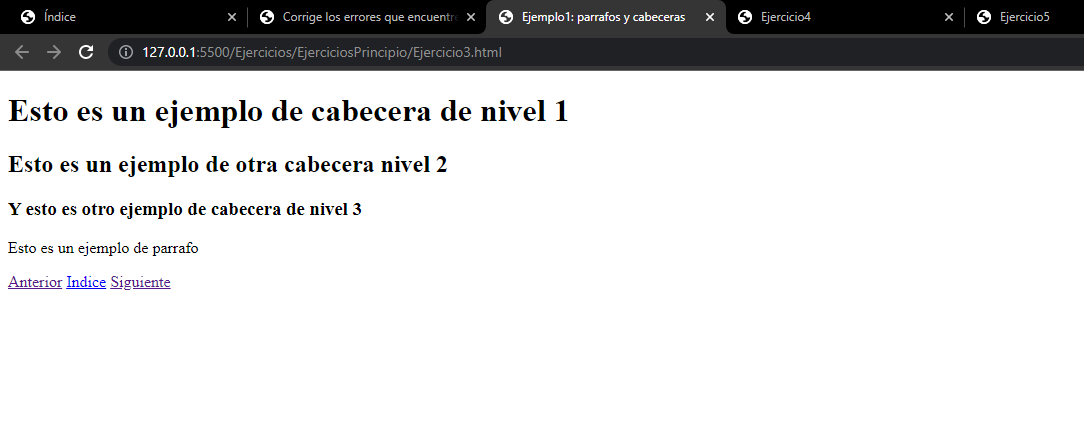 Índice
Corrige los errores que encuentre
Ejemplo1: parrafos y cabeceras
Ejercicio4
Ejercicio5
127.0.0.1:5500/Ejercicios/EjerciciosPrincipio/Ejercicio3.html
Esto es un ejemplo de cabecera de nivel 1
Esto es un ejemplo de otra cabecera nivel 2
Y esto es otro ejemplo de cabecera de nivel 3
Esto es un ejemplo de parrafo
Anterior Indice Siguiente